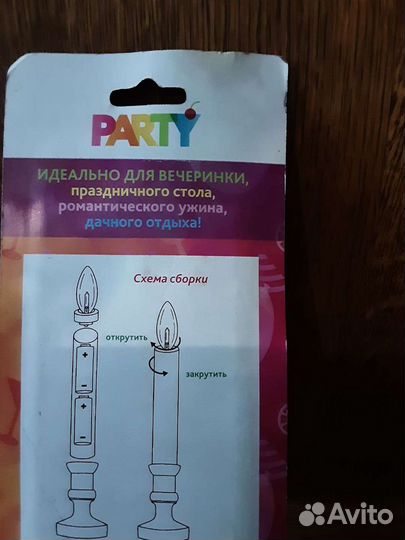 PARTY
ИДЕАЛЬНО ДЛЯ ВЕЧЕРИНКИ,
праздничного стола,
романтического ужина,
дачного отдыха!
Схема сборки
открутить
закрутить
+
−
+
−
Avito